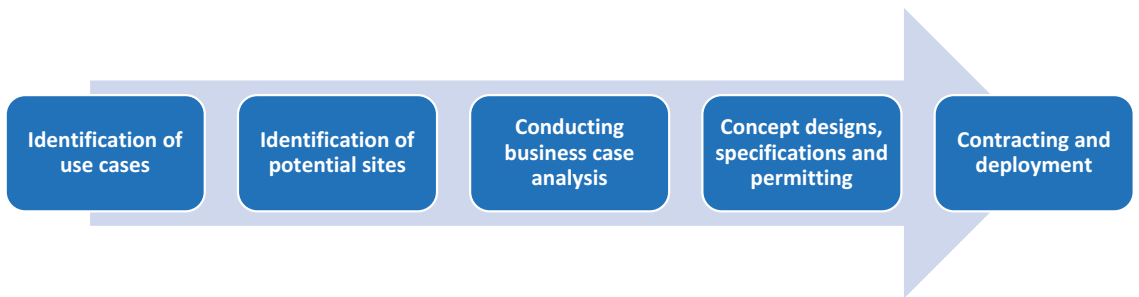 Identification of
use cases
Identification of
potential sites
Conducting
business case
analysis
Concept designs,
specifications and
permitting
Contracting and
deployment